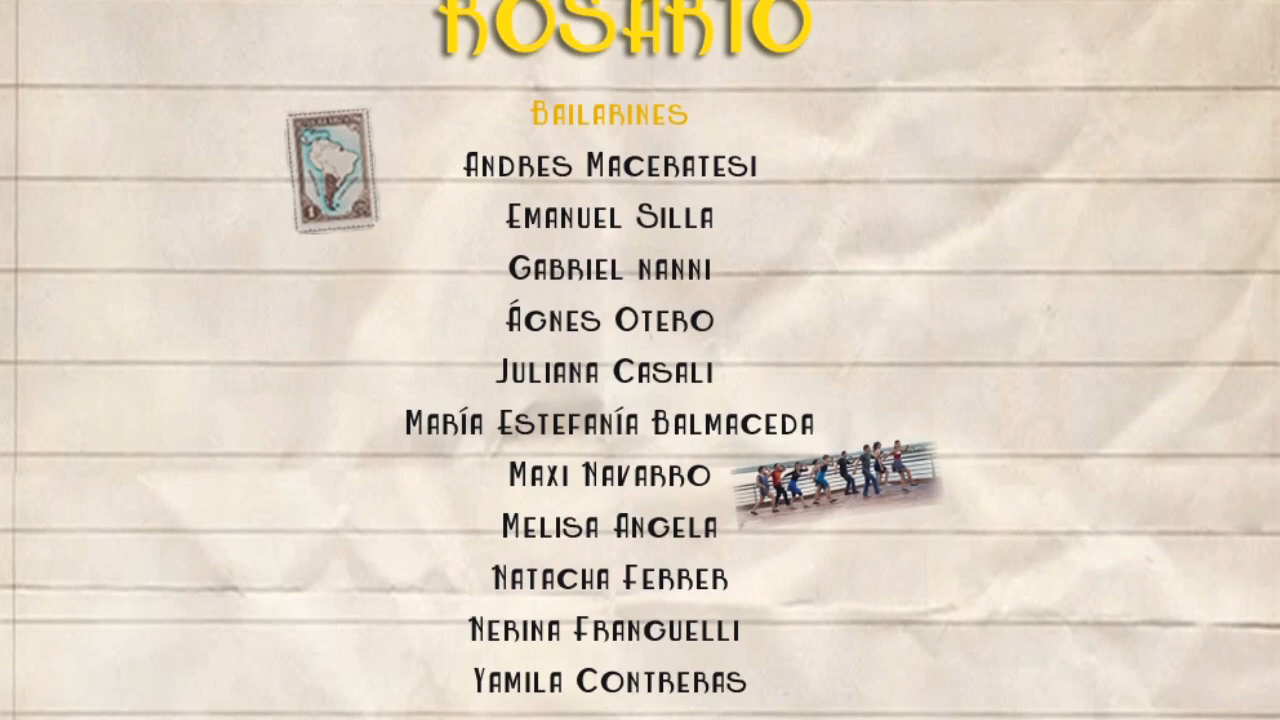 ROSARIO
BAILARINES
ANDRES MACERATESI
EMANUEL SILLA
GABRIEL NANNI
ÁGNES OTERO
JULIANA CASALI
MARÍA ESTEFANÍA BALMACEDA
MAXI NAVARRO
MELISA ANGELA
NATACHA FERRER
NERINA FRANGUELLI
YAMILA CONTRERAS